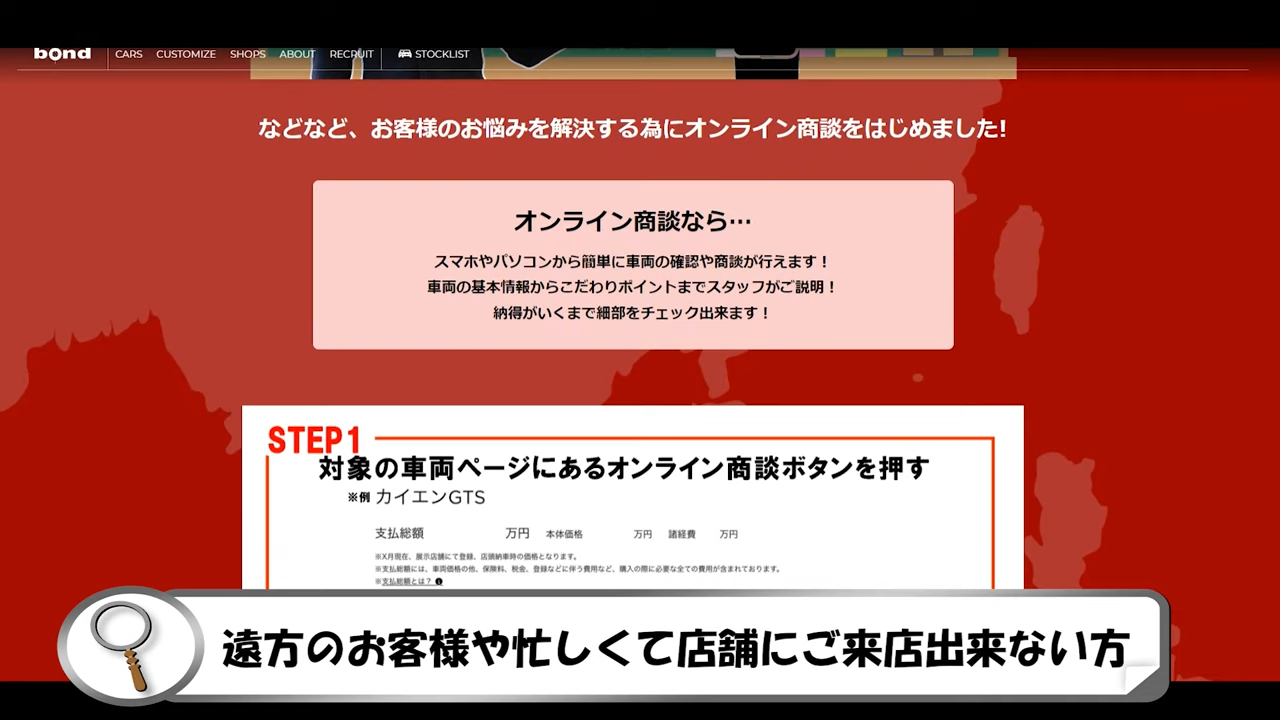 bond
CARS CUSTOMIZE SHOPS ABOUT RECRUIT STOCKLIST
などなど、お客様のお悩みを解決する為にオンライン商談をはじめました!
オンライン商談なら…
スマホやパソコンから簡単に車両の確認や商談が行えます！
車両の基本情報からこだわりポイントまでスタッフがご説明！
納得がいくまで細部をチェック出来ます！
STEP1
対象の車両ページにあるオンライン商談ボタンを押す
※例 カイエンGTS
支払総額 万円 本体価格 万円 諸経費 万円
※X月現在、展示店舗にて登録、店頭納車時の価格となります。
※支払総額には、車両価格の他、保険料、税金、登録などに伴う費用など、購入の際に必要な全ての費用が含まれております。
※支払総額とは？
遠方のお客様や忙しくて店舗にご来店出来ない方